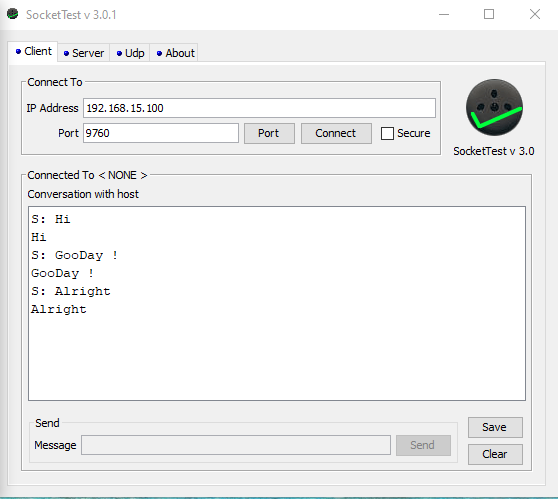 SocketTest v 3.0.1
Client
Server
Udp
About
Connect To
IP Address 192.168.15.100
Port 9760 Port Connect Secure
SocketTest v 3.0
Connected To < NONE >
Conversation with host
S: Hi
Hi
S: GooDay !
GooDay !
S: Alright
Alright
Send
Message Send
Save
Clear